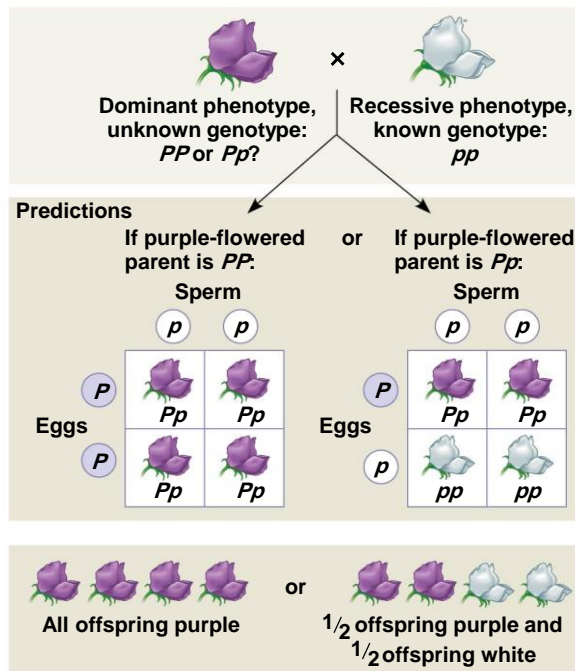 ×
Dominant phenotype,
unknown genotype:
PP or Pp?
Recessive phenotype,
known genotype:
pp
Predictions
If purple-flowered
parent is PP:
or
If purple-flowered
parent is Pp:
Sperm
p p
P
Eggs
P
Pp Pp
Pp Pp
Sperm
p p
P
Eggs
p
Pp Pp
pp pp
All offspring purple
or
1/2 offspring purple and
1/2 offspring white